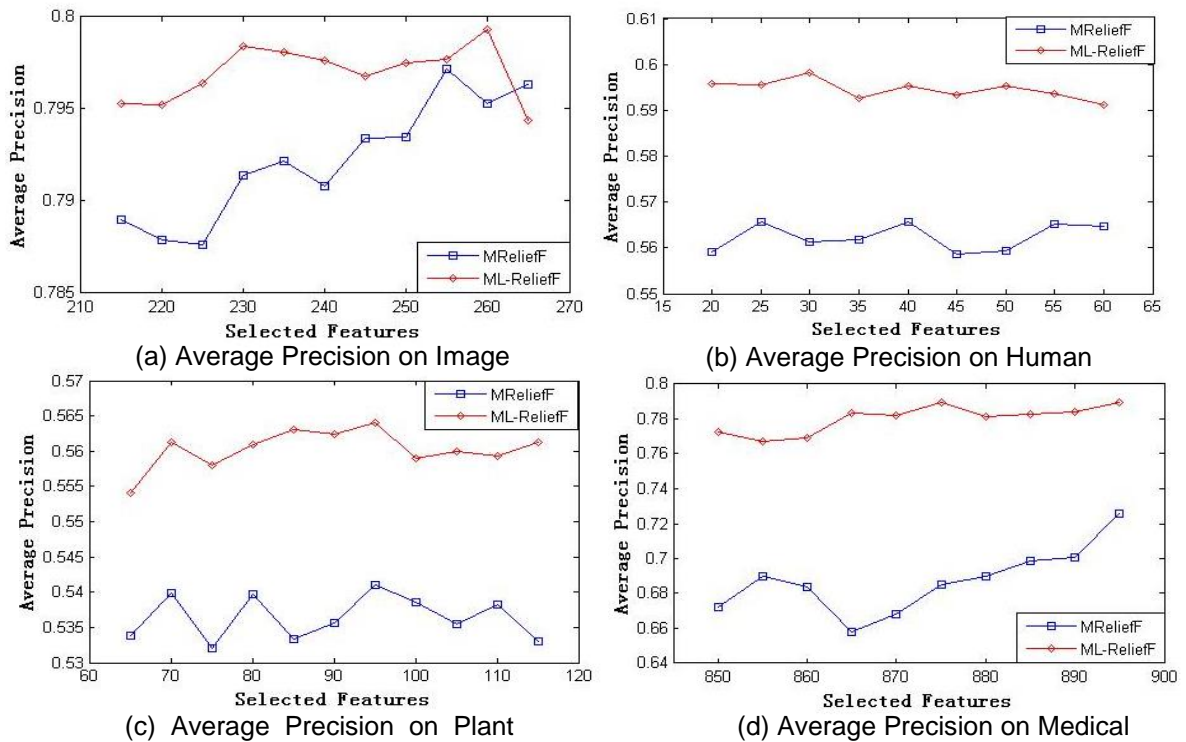 0.8
0.795
0.79
0.785
Average Precision
MReliefF
ML-ReliefF
210 220 230 240 250 260 270
Selected Features
(a) Average Precision on Image
0.61
0.6
0.59
0.58
0.57
0.56
0.55
Average Precision
MReliefF
ML-ReliefF
15 20 25 30 35 40 45 50 55 60 65
Selected Features
(b) Average Precision on Human
0.57
0.565
0.56
0.555
0.55
0.545
0.54
0.535
0.53
Average Precision
MReliefF
ML-ReliefF
60 70 80 90 100 110 120
Selected Features
(c) Average Precision on Plant
0.8
0.78
0.76
0.74
0.72
0.7
0.68
0.66
0.64
Average Precision
MReliefF
ML-ReliefF
850 860 870 880 890 900
Selected Features
(d) Average Precision on Medical